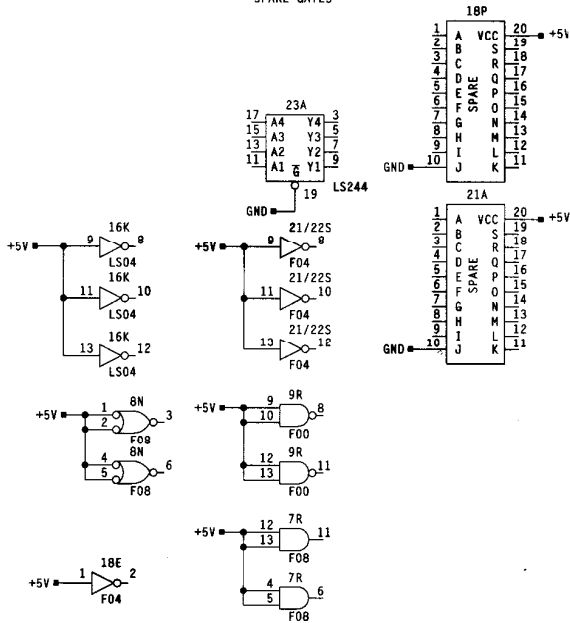 SPARE GATES
18P
1 A VCC 20 +5V
2 B S 19
3 C R 18
4 D Q 17
5 E P 16
6 F O 15
7 G N 14
8 H M 13
9 I L 12
GND 10 J K 11
SPARE
23A
17 A4 Y4 3
15 A3 Y3 5
13 A2 Y2 7
11 A1 Y1 9
G
19
LS244
GND
21A
1 A VCC 20 +5V
2 B S 19
3 C R 18
4 D Q 17
5 E P 16
6 F O 15
7 G N 14
8 H M 13
9 I L 12
GND 10 J K 11
SPARE
16K
+5V 9 8
LS04
16K
11 10
LS04
16K
13 12
LS04
21/22S
+5V 9 8
F04
21/22S
11 10
F04
21/22S
13 12
F04
8N
+5V 1 3
2
F08
8N
4 6
5
F08
9R
+5V 9 8
10
F00
9R
12 11
13
F00
7R
+5V 12 11
13
F08
7R
4 6
5
F08
18E
+5V 1 2
F04